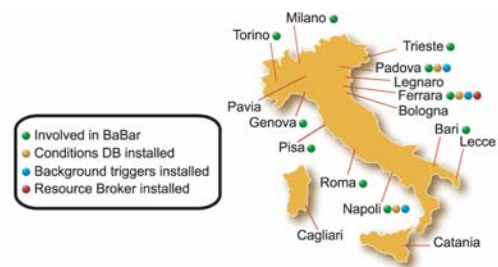 Milano
Torino
Trieste
Padova
Legnaro
Ferrara
Bologna
Pavia
Genova
Pisa
Bari
Lecce
Roma
Napoli
Cagliari
Catania
Involved in BaBar
Conditions DB installed
Background triggers installed
Resource Broker installed